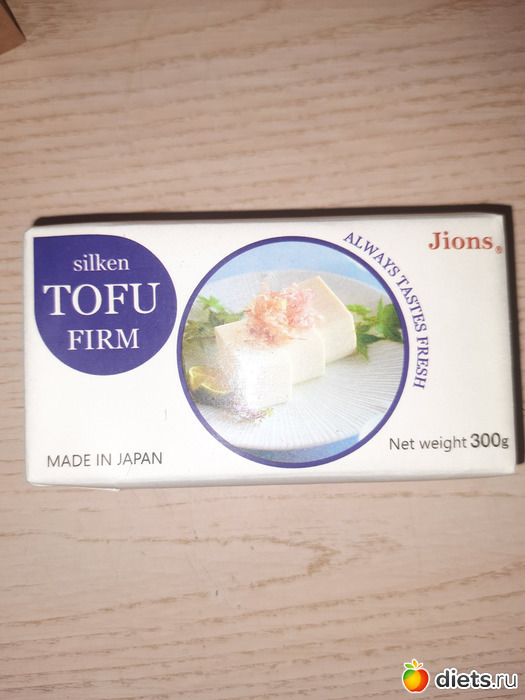 silken
TOFU
FIRM
ALWAYS TASTES FRESH
Jions®
MADE IN JAPAN
Net weight 300g
diets.ru